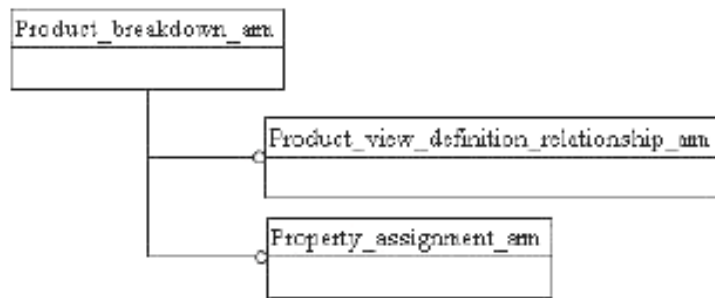 Product_breakdown_arm
Product_view_definition_relationship_arm
Property_assignment_arm